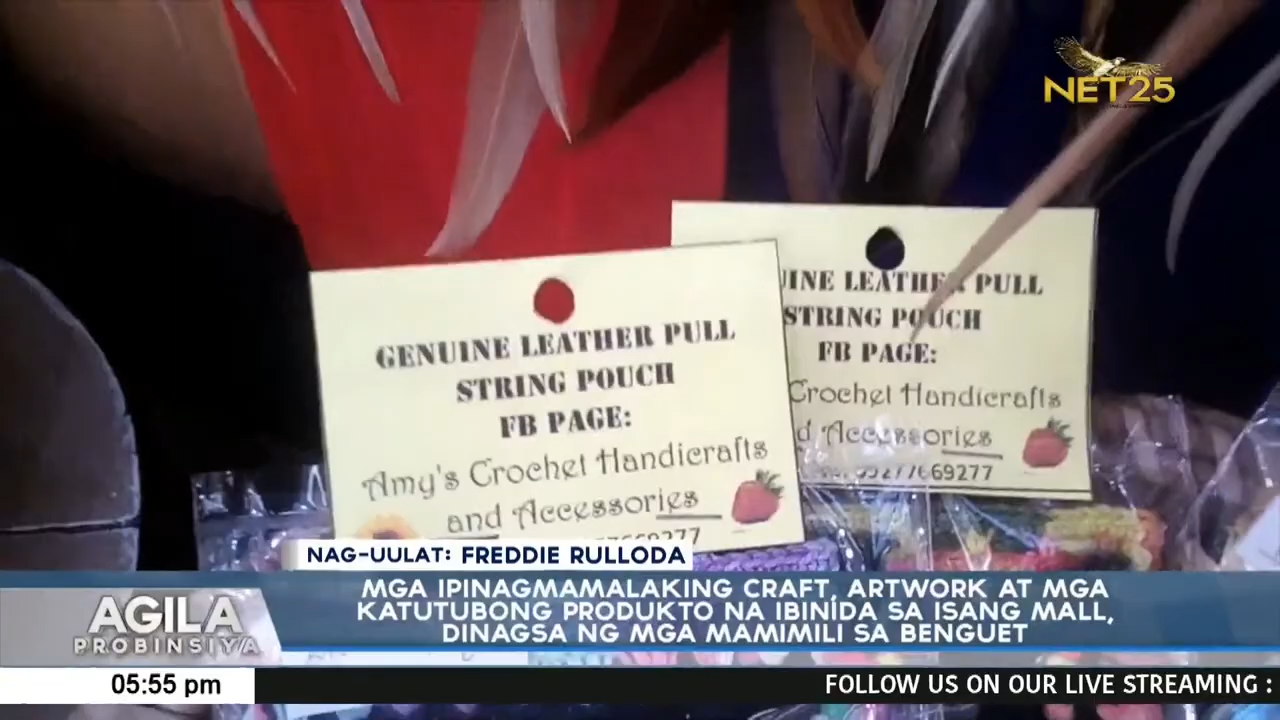 NET25
GENUINE LEATHER PULL
STRING POUCH
FB PAGE:
Amy's Crochet Handicrafts
and Accessories
LEATHER PULL
STRING POUCH
FB PAGE:
Crochet Handicrafts
Accessories
NAG-UULAT: FREDDIE RULLODA
MGA IPINAGMAMALAKING CRAFT, ARTWORK AT MGA
KATUTUBONG PRODUKTO NA IBINIDA SA ISANG MALL,
DINAGSA NG MGA MAMIMILI SA BENGUET
AGILA
PROBINSIYA
05:55 pm
FOLLOW US ON OUR LIVE STREAMING :